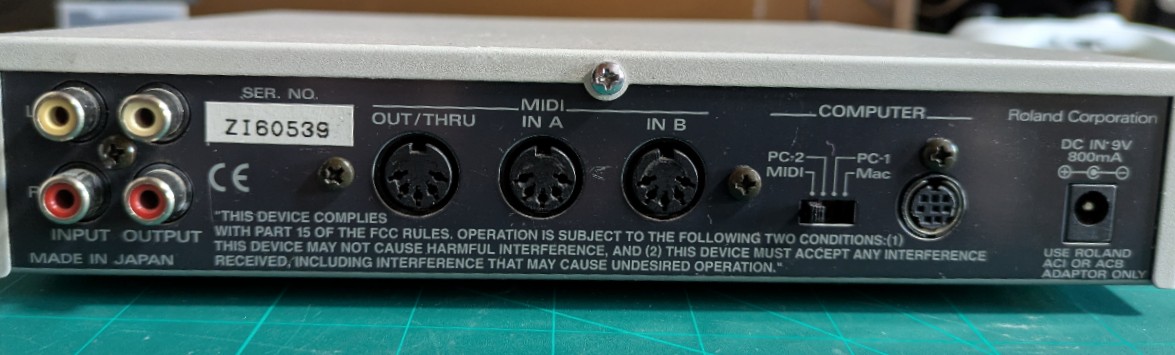 L
SER. NO.
ZI60539
MIDI
OUT/THRU
IN A
IN B
COMPUTER
PC-2
PC-1
MIDI
Mac
Roland Corporation
DC IN 9V
800mA
CE
R
INPUT OUTPUT
MADE IN JAPAN
"THIS DEVICE COMPLIES
WITH PART 15 OF THE FCC RULES. OPERATION IS SUBJECT TO THE FOLLOWING TWO CONDITIONS:(1)
THIS DEVICE MAY NOT CAUSE HARMFUL INTERFERENCE, AND (2) THIS DEVICE MUST ACCEPT ANY INTERFERENCE
RECEIVED, INCLUDING INTERFERENCE THAT MAY CAUSE UNDESIRED OPERATION."
USE ROLAND
ACI OR ACB
ADAPTOR ONLY